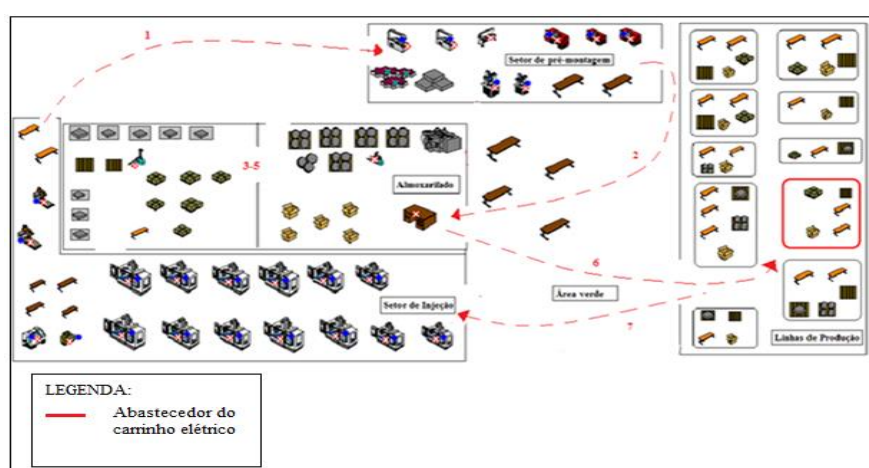 1
Setor de pré-montagem
2
3-5
Almoxarifado
6
Área verde
Setor de Injeção
7
Linhas de Produção
LEGENDA:
Abastecedor do
carrinho elétrico